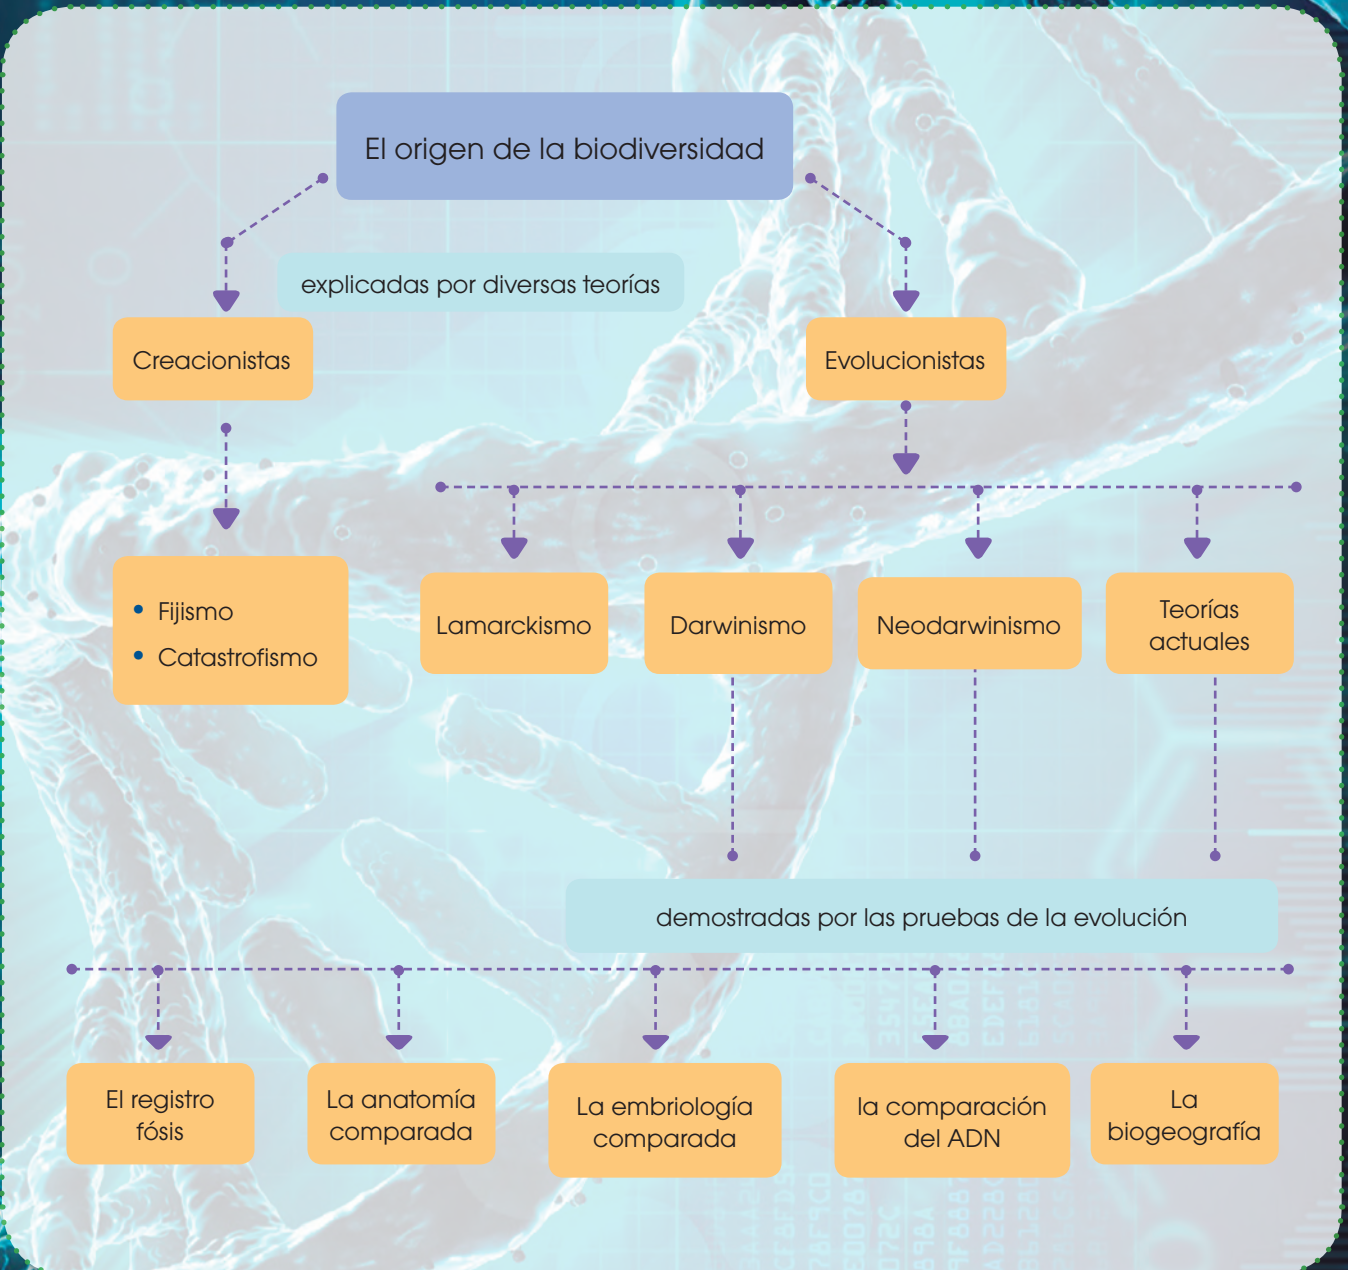 El origen de la biodiversidad
explicadas por diversas teorías
Creacionistas
Evolucionistas
• Fijismo
• Catastrofismo
Lamarckismo
Darwinismo
Neodarwinismo
Teorías
actuales
demostradas por las pruebas de la evolución
El registro
fósis
La anatomía
comparada
La embriología
comparada
la comparación
del ADN
La
biogeografía